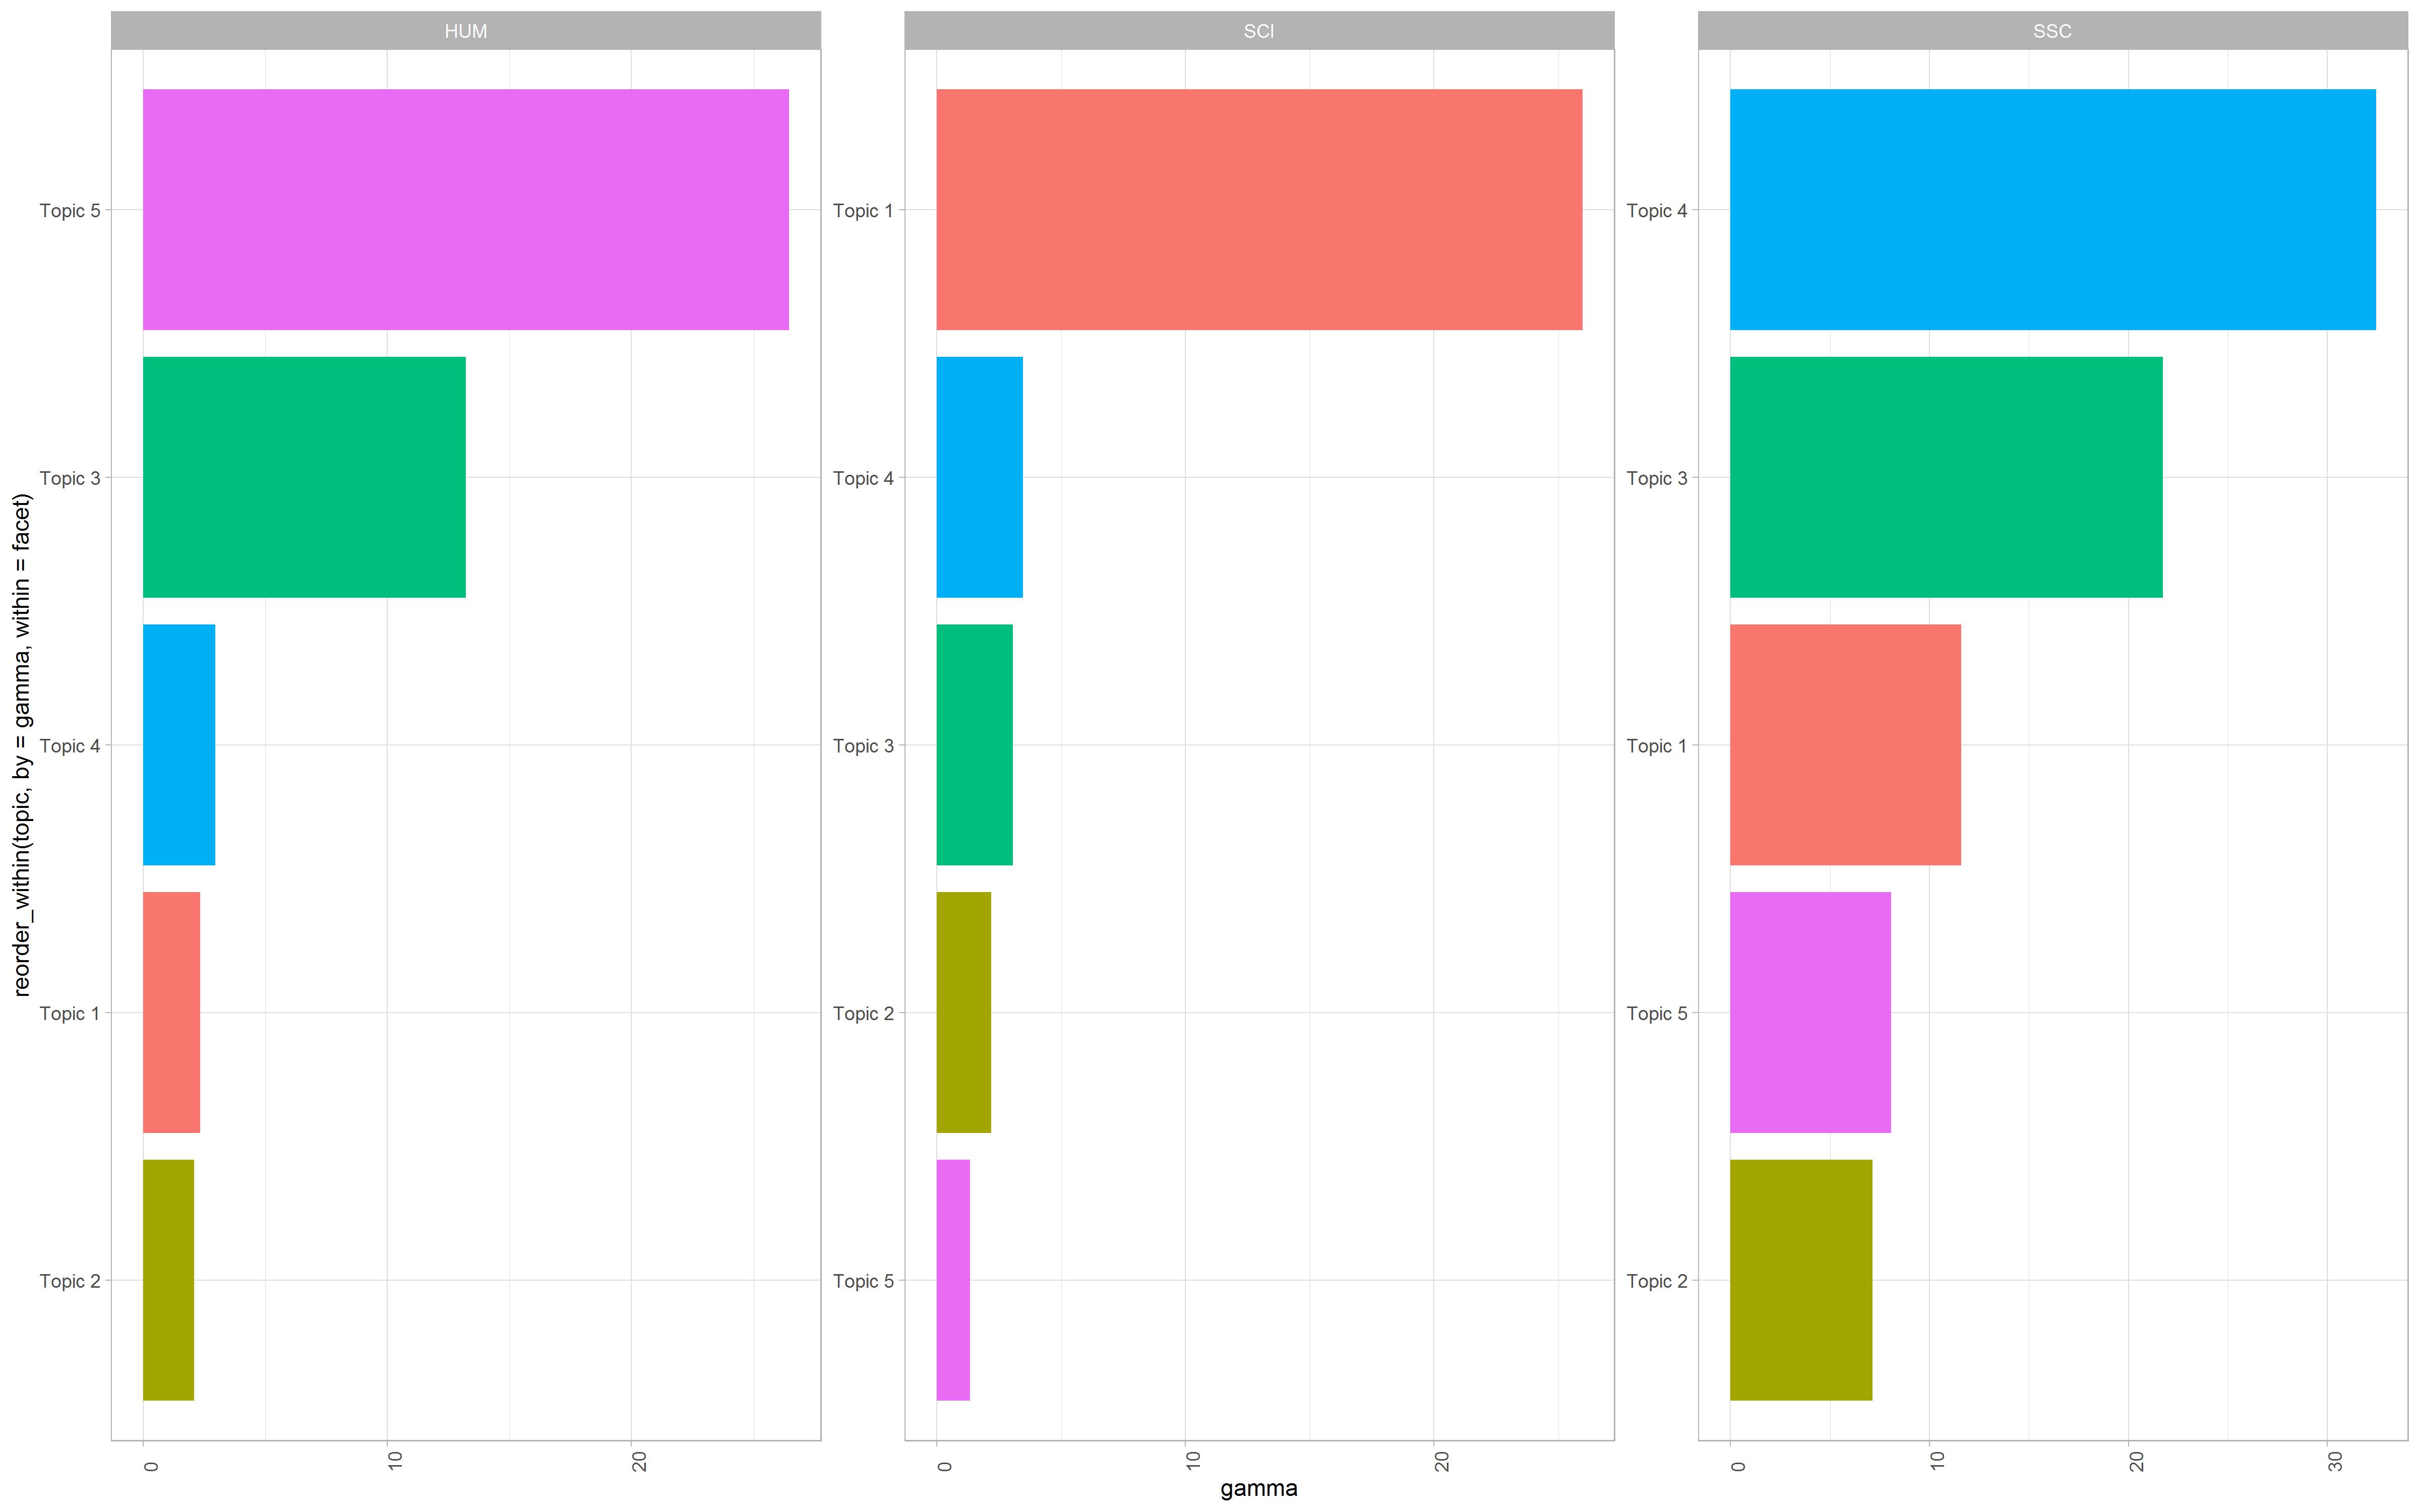 HUM
SCI
SSC
reorder_within(topic, by = gamma, within = facet)
Topic 5
Topic 3
Topic 4
Topic 1
Topic 2
Topic 1
Topic 4
Topic 3
Topic 2
Topic 5
Topic 4
Topic 3
Topic 1
Topic 5
Topic 2
0
10
20
0
10
20
0
10
20
30
gamma